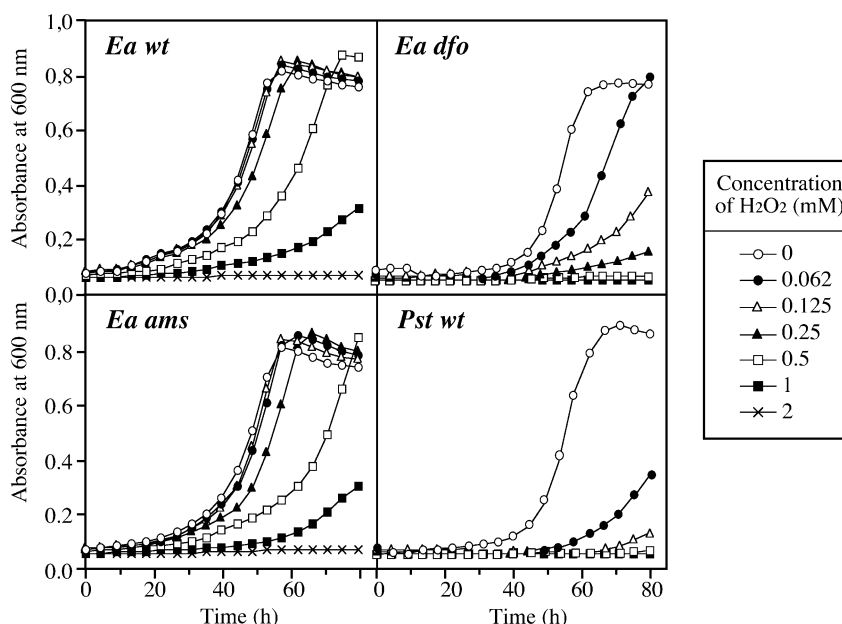 1,0
0,8
0,6
0.4
0.2
0.0
Absorbance at 600 nm
Ea wt
Ea dfo
0.8
0.6
0.4
0.2
0.0
Absorbance at 600 nm
Ea ams
Pst wt
0 20 40 60 0 20 40 60 80
Time (h) Time (h)
Concentration
of H2O2 (mM)
0
0.062
0.125
0.25
0.5
1
2